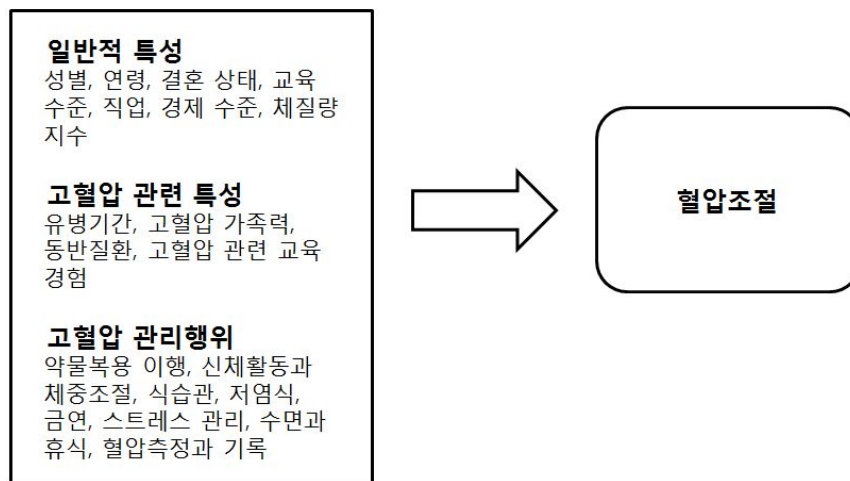 일반적 특성
성별, 연령, 결혼 상태, 교육
수준, 직업, 경제 수준, 체질량
지수
고혈압 관련 특성
유병기간, 고혈압 가족력,
동반질환, 고혈압 관련 교육
경험
고혈압 관리행위
약물복용 이행, 신체활동과
체중조절, 식습관, 저염식,
금연, 스트레스 관리, 수면과
휴식, 혈압측정과 기록
혈압조절